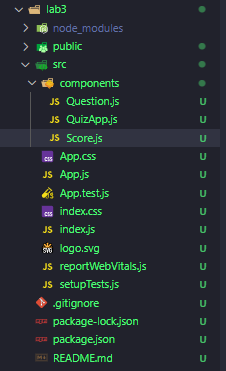 lab3
node_modules
public
src
components
JS Question.js U
JS QuizApp.js U
JS Score.js U
CSS App.css U
JS App.js U
App.test.js U
CSS index.css U
JS index.js U
logo.svg U
JS reportWebVitals.js U
JS setupTests.js U
.gitignore U
package-lock.json U
package.json U
README.md U